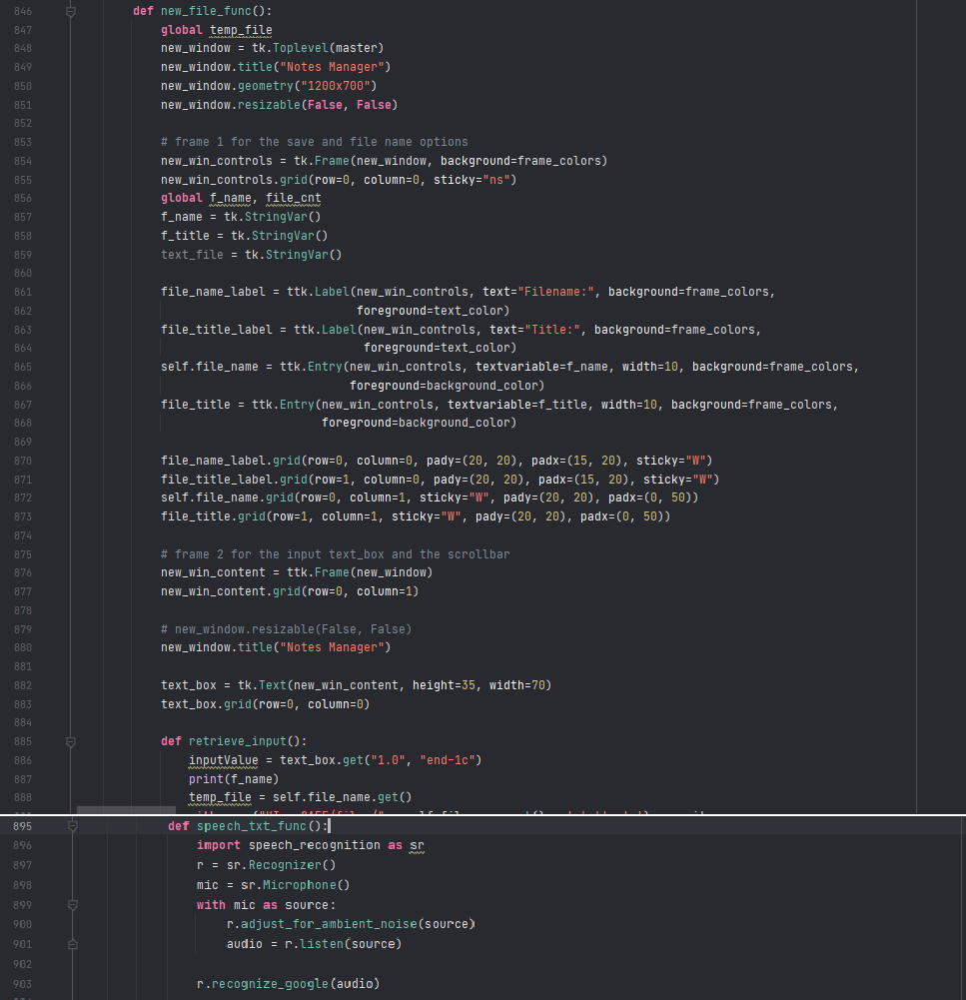 846 def new_file_func():
847 global temp_file
848 new_window = tk.Toplevel(master)
849 new_window.title("Notes Manager")
850 new_window.geometry("1200x700")
851 new_window.resizable(False, False)
852
853 # frame 1 for the save and file name options
854 new_win_controls = tk.Frame(new_window, background=frame_colors)
855 new_win_controls.grid(row=0, column=0, sticky="ns")
856 global f_name, file_cnt
857 f_name = tk.StringVar()
858 f_title = tk.StringVar()
859 text_file = tk.StringVar()
860
861 file_name_label = ttk.Label(new_win_controls, text="Filename:", background=frame_colors,
862 foreground=text_color)
863 file_title_label = ttk.Label(new_win_controls, text="Title:", background=frame_colors,
864 foreground=text_color)
865 self.file_name = ttk.Entry(new_win_controls, textvariable=f_name, width=10, background=frame_colors,
866 foreground=background_color)
867 file_title = ttk.Entry(new_win_controls, textvariable=f_title, width=10, background=frame_colors,
868 foreground=background_color)
869
870 file_name_label.grid(row=0, column=0, pady=(20, 20), padx=(15, 20), sticky="W")
871 file_title_label.grid(row=1, column=0, pady=(20, 20), padx=(15, 20), sticky="W")
872 self.file_name.grid(row=0, column=1, sticky="W", pady=(20, 20), padx=(0, 50))
873 file_title.grid(row=1, column=1, sticky="W", pady=(20, 20), padx=(0, 50))
874
875 # frame 2 for the input text_box and the scrollbar
876 new_win_content = ttk.Frame(new_window)
877 new_win_content.grid(row=0, column=1)
878
879 # new_window.resizable(False, False)
880 new_window.title("Notes Manager")
881
882 text_box = tk.Text(new_win_content, height=35, width=70)
883 text_box.grid(row=0, column=0)
884
885 def retrieve_input():
886 inputValue = text_box.get("1.0", "end-1c")
887 print(f_name)
888 temp_file = self.file_name.get()
895 def speech_txt_func():
896 import speech_recognition as sr
897 r = sr.Recognizer()
898 mic = sr.Microphone()
899 with mic as source:
900 r.adjust_for_ambient_noise(source)
901 audio = r.listen(source)
902
903 r.recognize_google(audio)